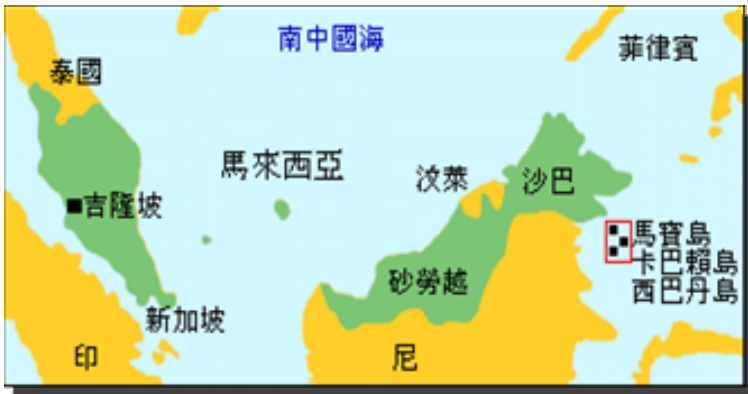 南中國海
菲律賓
泰國
馬來西亞
汶萊
沙巴
吉隆坡
馬寶島
卡巴賴島
西巴丹島
砂勞越
新加坡
印
尼